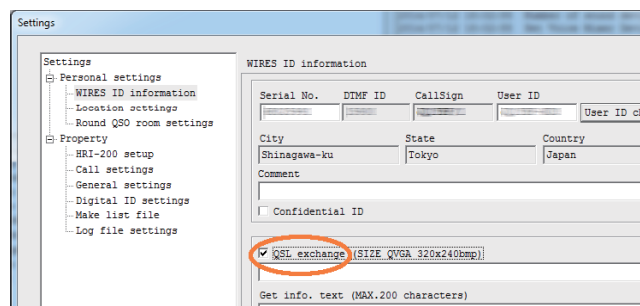 Settings
Settings
Personal settings
WIRES ID information
Location settings
Round QSO room settings
Property
HRI-200 setup
Call settings
General settings
Digital ID settings
Make list file
Log file settings
WIRES ID information
Serial No. DTMF ID CallSign User ID
User ID
City State Country
Shinagawa-ku Tokyo Japan
Comment
Confidential ID
QSL exchange (SIZE QVGA 320x240bmp)
Get info. text (MAX.200 characters)